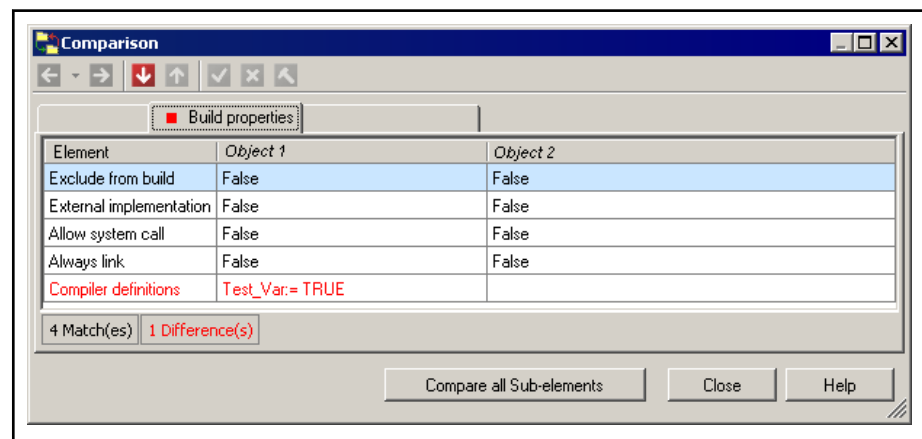 Comparison
Build properties
Element Object 1 Object 2
Exclude from build False False
External implementation False False
Allow system call False False
Always link False False
Compiler definitions Test_Var:= TRUE
4 Match(es) 1 Difference(s)
Compare all Sub-elements Close Help